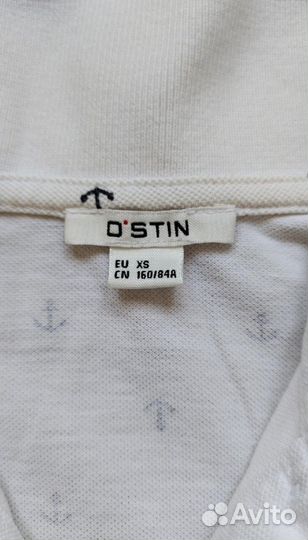 O'STIN
EU XS
CN 160/84A
Avito